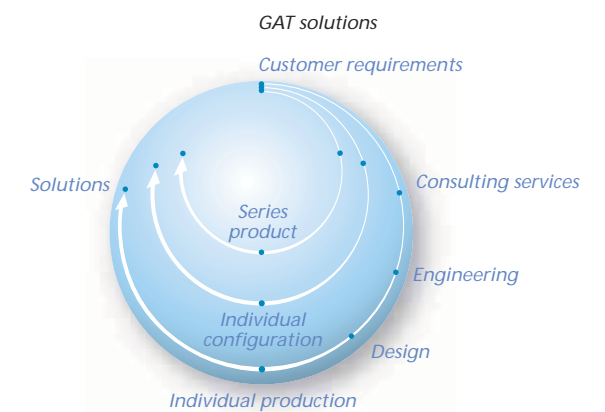 GAT solutions
Customer requirements
Solutions
Consulting services
Series
product
Engineering
Individual
configuration
Design
Individual production